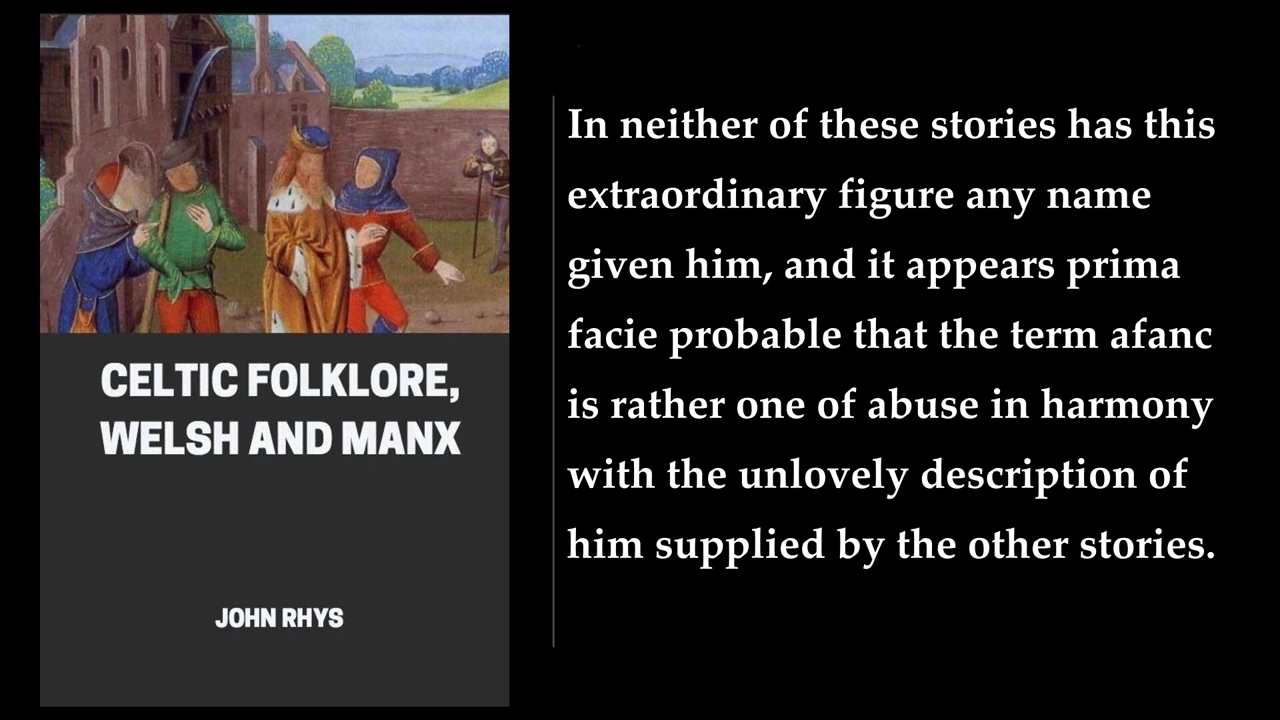 CELTIC FOLKLORE,
WELSH AND MANX
JOHN RHYS
In neither of these stories has this
extraordinary figure any name
given him, and it appears prima
facie probable that the term afanc
is rather one of abuse in harmony
with the unlovely description of
him supplied by the other stories.